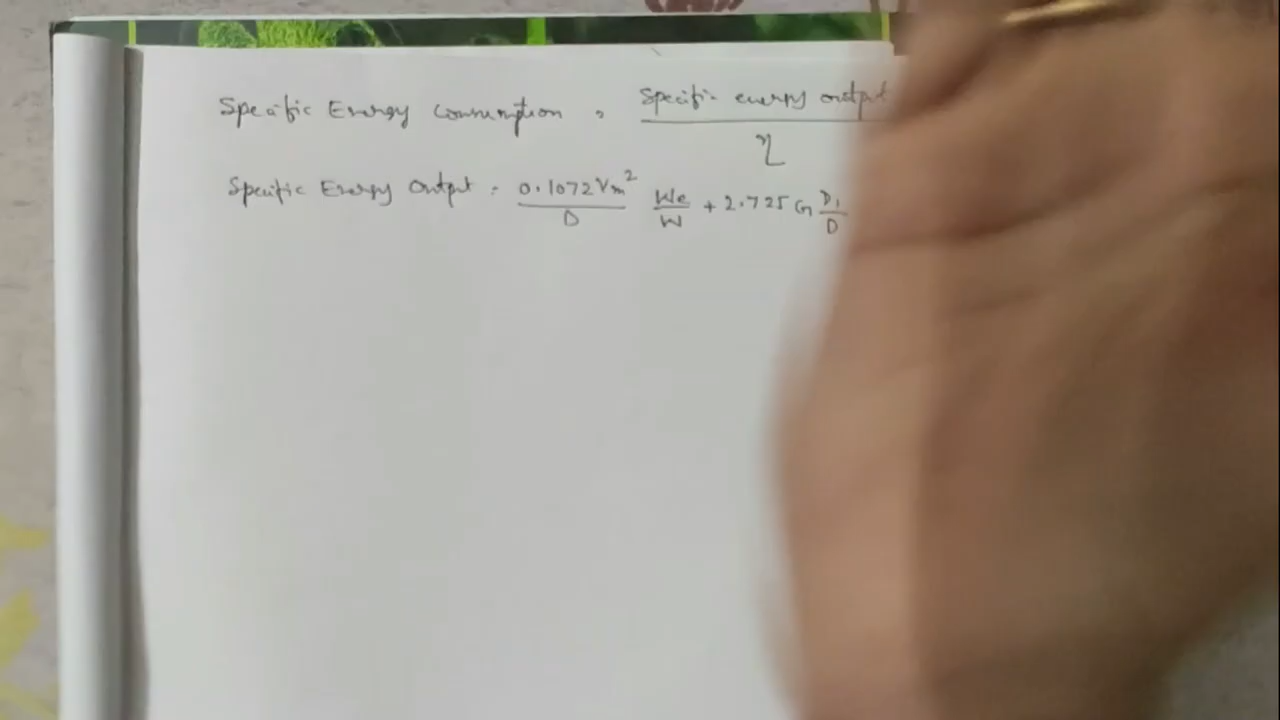 Specific Energy Consumption = Specific energy output / η
Specific Energy Output = 0.1072 Vm² / D We / W + 2.725 G D₁ / D